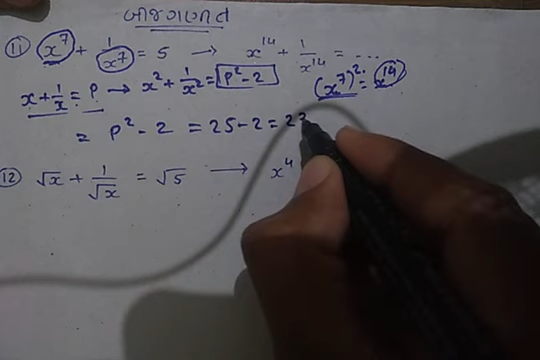 બીજગણિત
(11) x⁷ + 1/x⁷ = 5 → x¹⁴ + 1/x¹⁴ = ...
x + 1/x = P → x² + 1/x² = P² - 2 (x⁷)² = x¹⁴
= P² - 2 = 25 - 2 = 23
(12) √x + 1/√x = √5 → x⁴